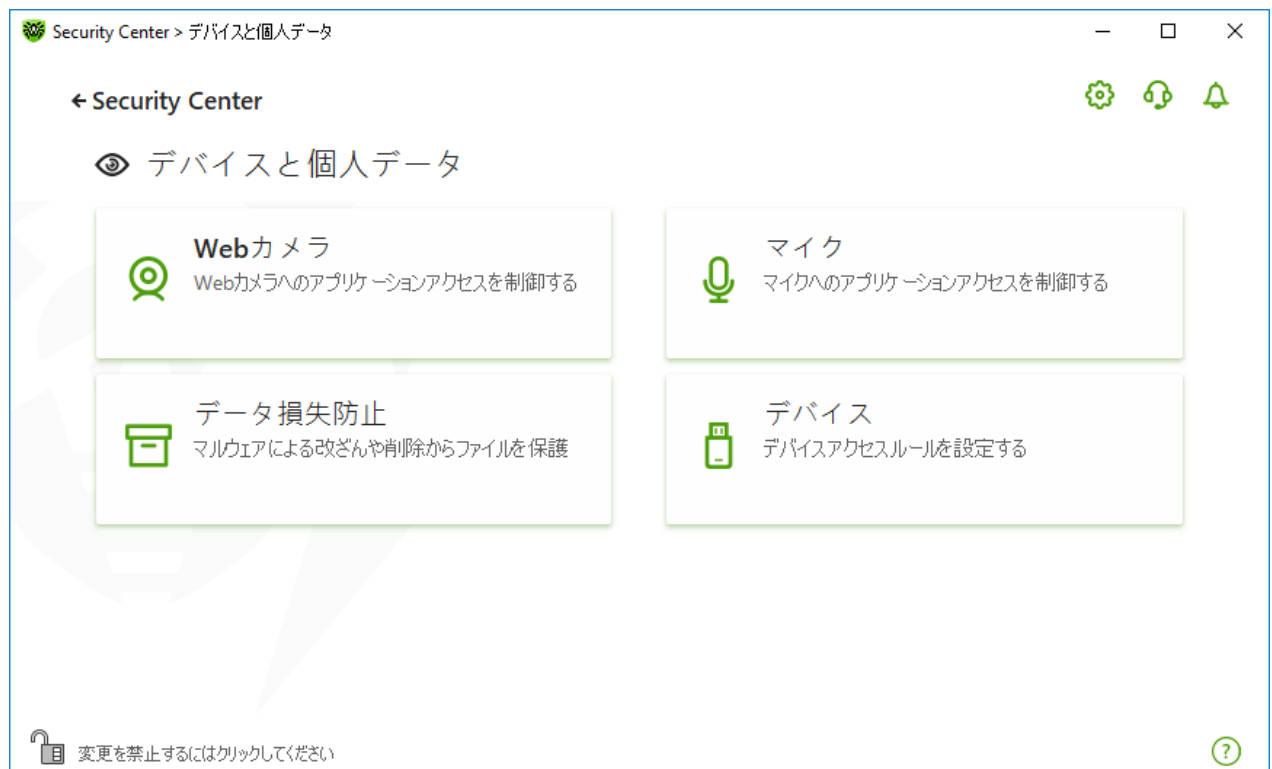 Security Center > デバイスと個人データ
Security Center
デバイスと個人データ
Webカメラ
Webカメラへのアプリケーションアクセスを制御する
マイク
マイクへのアプリケーションアクセスを制御する
データ損失防止
マルウェアによる改ざんや削除からファイルを保護
デバイス
デバイスアクセスルールを設定する
変更を禁止するにはクリックしてください
?